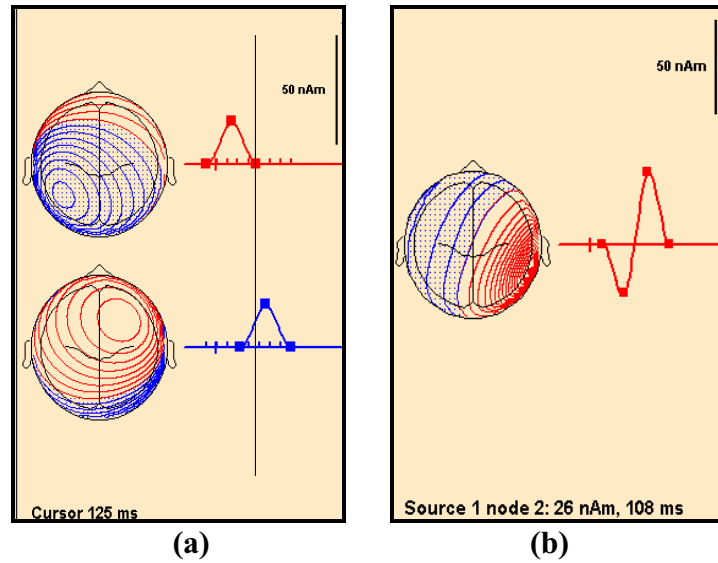 50 nAm
Cursor 125 ms
(a)
50 nAm
Source 1 node 2: 26 nAm, 108 ms
(b)